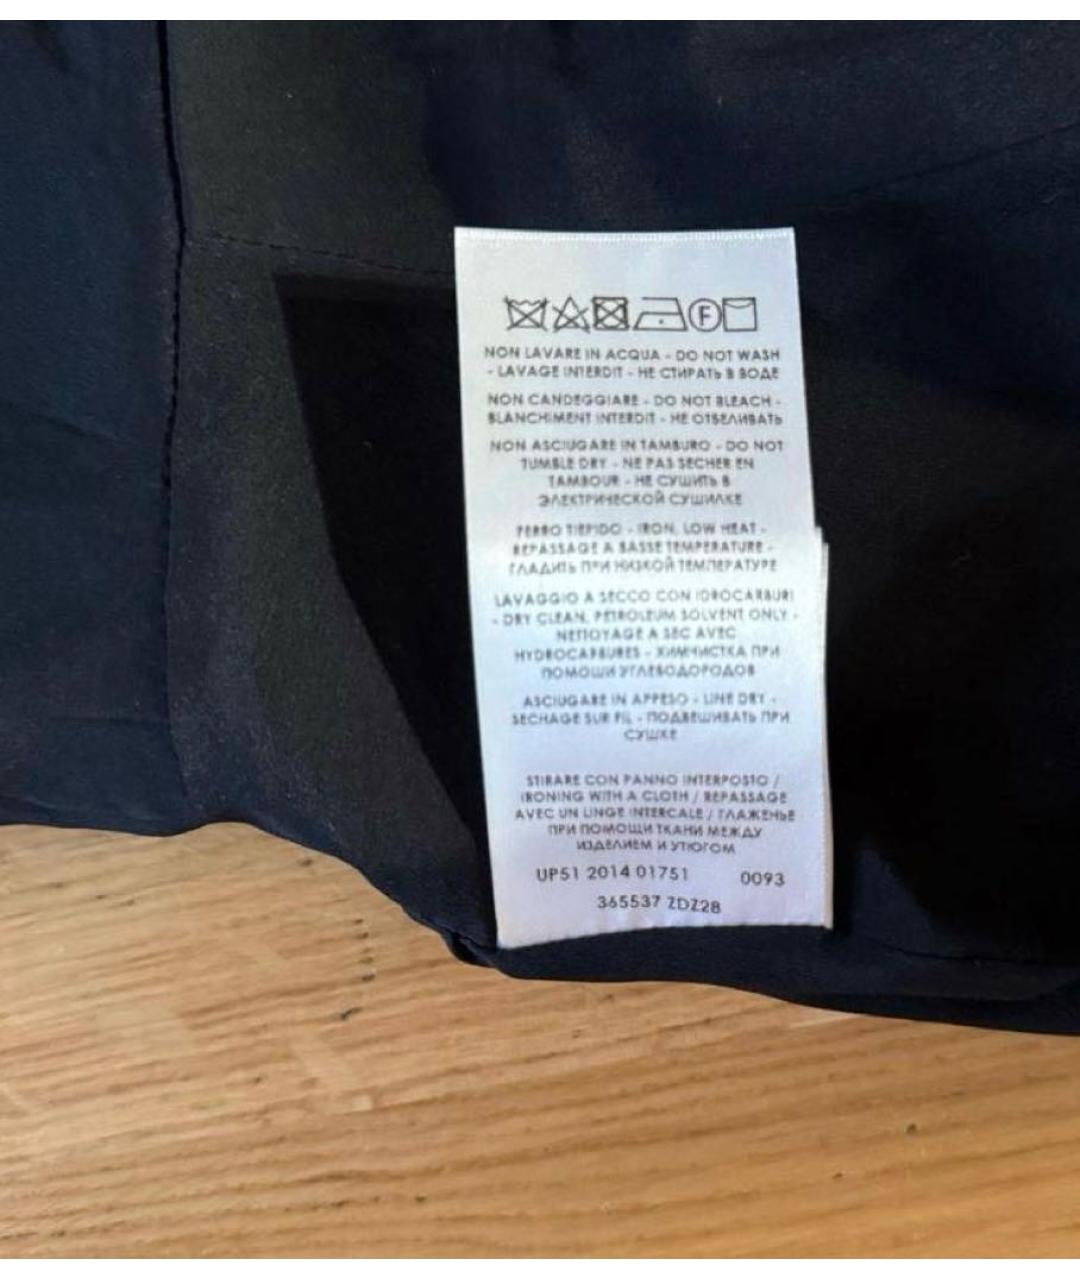 F
NON LAVARE IN ACQUA - DO NOT WASH
- LAVAGE INTERDIT - НЕ СТИРАТЬ В ВОДЕ
NON CANDEGGIARE - DO NOT BLEACH -
BLANCHIMENT INTERDIT - НЕ ОТБЕЛИВАТЬ
NON ASCIUGARE IN TAMBURO - DO NOT
TUMBLE DRY - NE PAS SECHER EN
TAMBOUR - НЕ СУШИТЬ В
ЭЛЕКТРИЧЕСКОЙ СУШИЛКЕ
FERRO TIEPIDO - IRON, LOW HEAT -
REPASSAGE A BASSE TEMPERATURE -
ГЛАДИТЬ ПРИ НИЗКОЙ ТЕМПЕРАТУРЕ
LAVAGGIO A SECCO CON IDROCARBURI
- DRY CLEAN, PETROLEUM SOLVENT ONLY -
NETTOYAGE A SEC AVEC
HYDROCARBURES - ХИМЧИСТКА ПРИ
ПОМОЩИ УГЛЕВОДОРОДОВ
ASCIUGARE IN APPESO - LINE DRY -
SECHAGE SUR FIL - ПОДВЕШИВАТЬ ПРИ
СУШКЕ
STIRARE CON PANNO INTERPOSTO /
IRONING WITH A CLOTH / REPASSAGE
AVEC UN LINGE INTERCALE / ГЛАЖЕНЬЕ
ПРИ ПОМОЩИ ТКАНИ МЕЖДУ
ИЗДЕЛИЕМ И УТЮГОМ
UP51 2014 01751 0093
365537 ZDZ28